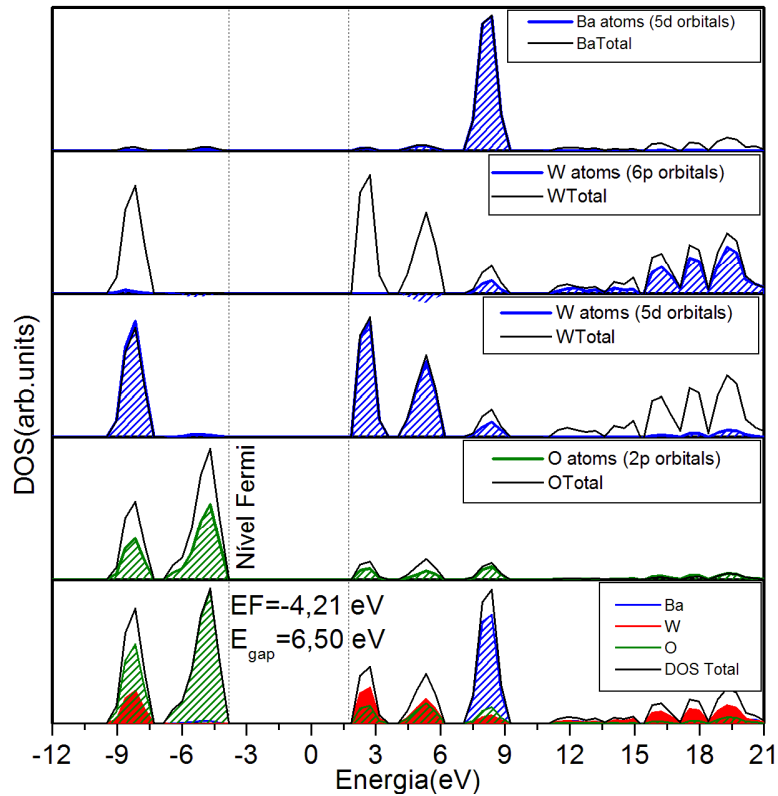 Ba atoms (5d orbitals)
BaTotal
W atoms (6p orbitals)
WTotal
W atoms (5d orbitals)
WTotal
O atoms (2p orbitals)
OTotal
DOS(arb.units)
Nível Fermi
EF=-4,21 eV
Egap=6,50 eV
Ba
W
O
DOS Total
-12 -9 -6 -3 0 3 6 9 12 15 18 21
Energia(eV)